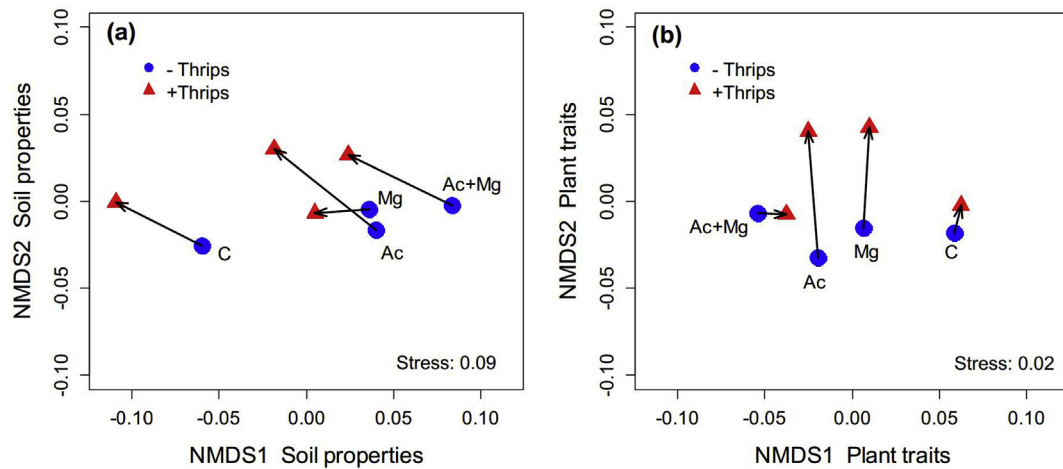 (a)
- Thrips
+Thrips
Ac+Mg
Mg
Ac
C
Stress: 0.09
0.10
0.05
0.00
-0.05
-0.10
NMDS2 Soil properties
-0.10 -0.05 0.00 0.05 0.10
NMDS1 Soil properties
(b)
- Thrips
+Thrips
Ac+Mg
Mg
C
Ac
Stress: 0.02
0.10
0.05
0.00
-0.05
-0.10
NMDS2 Plant traits
-0.10 -0.05 0.00 0.05 0.10
NMDS1 Plant traits